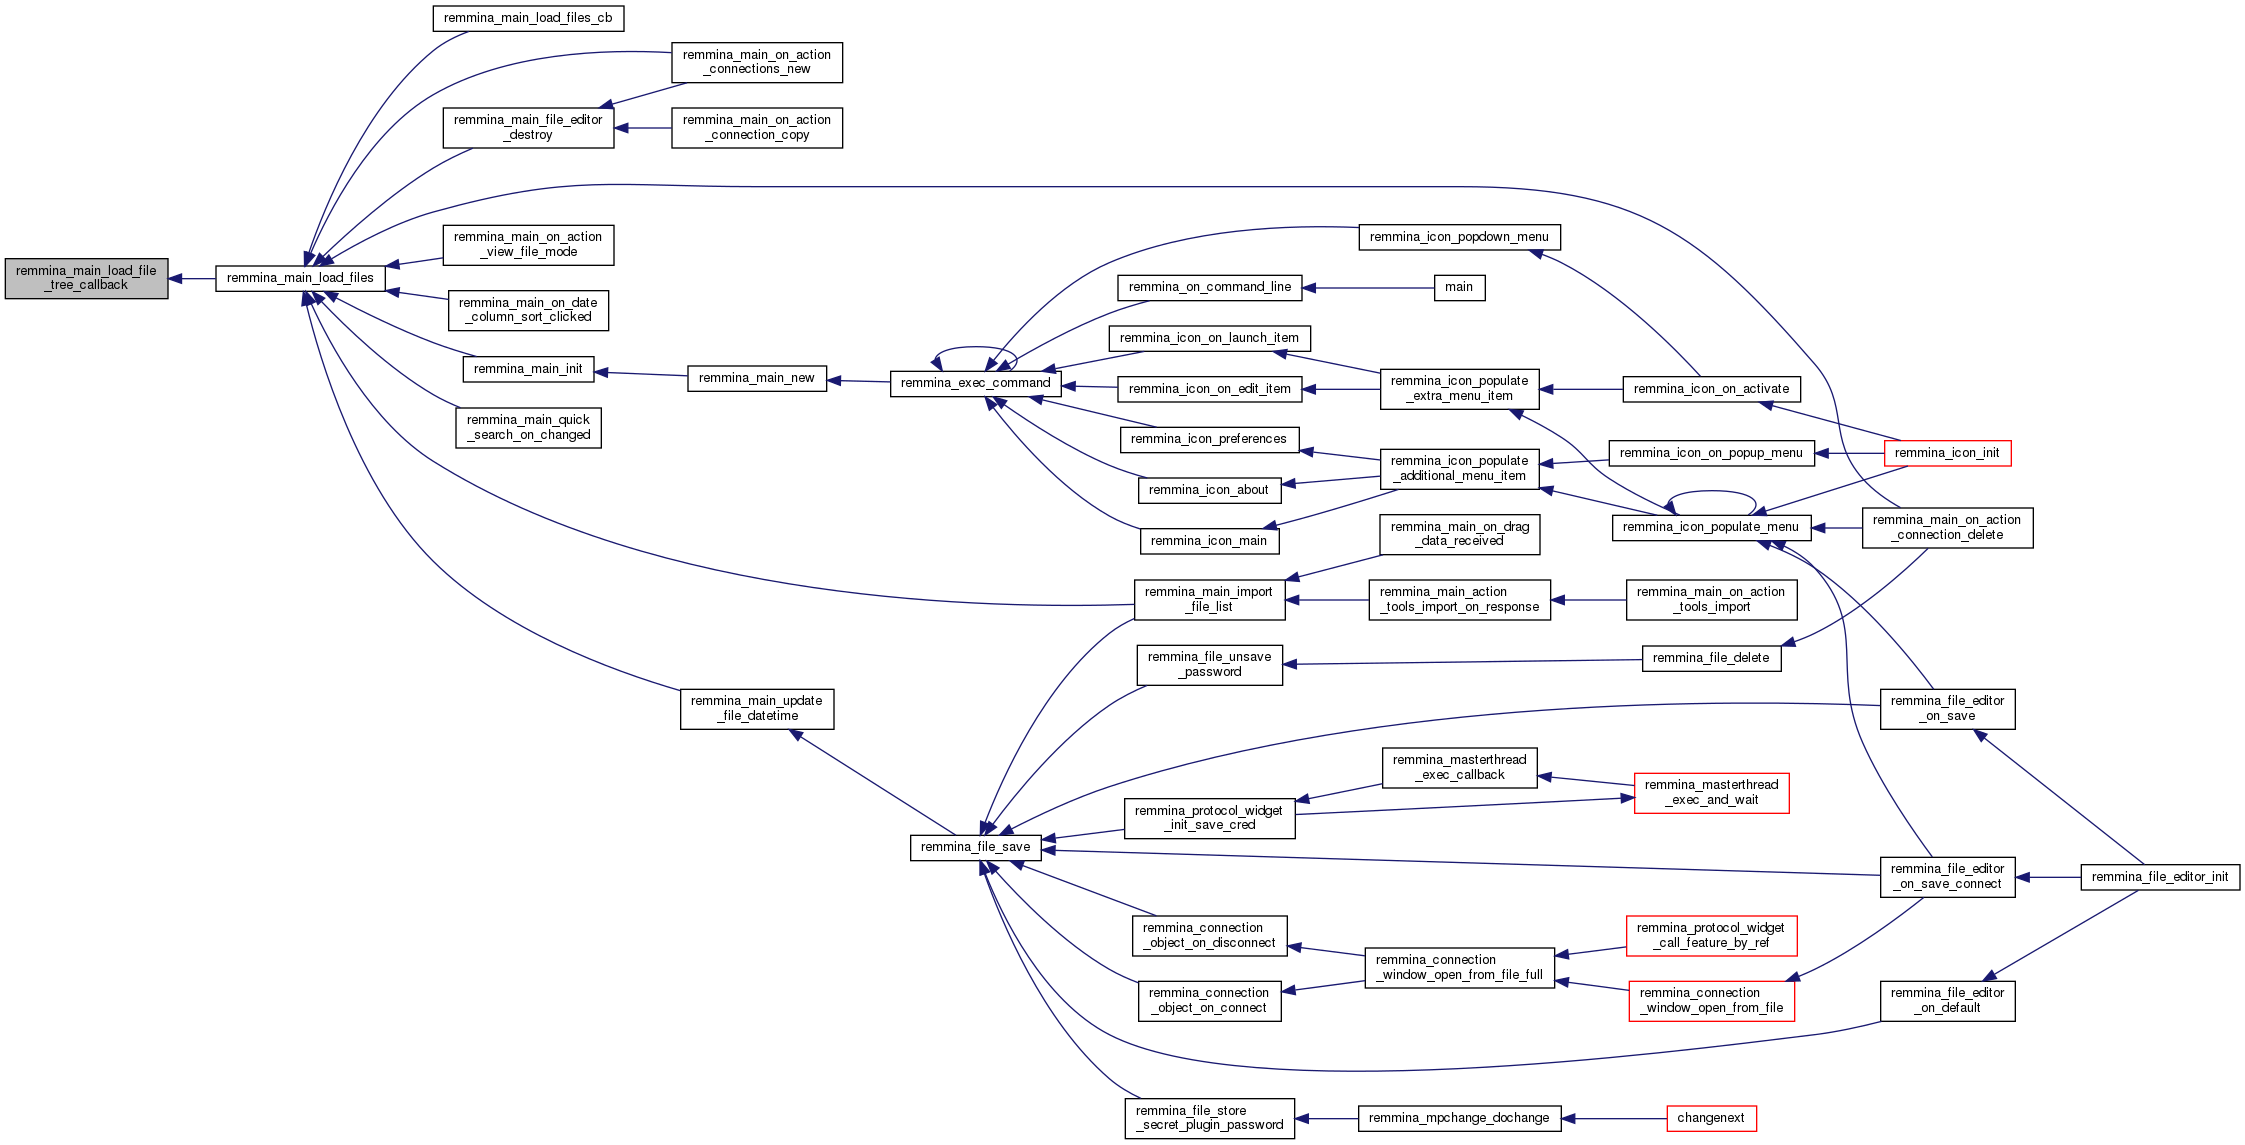 remmina_main_load_file
_tree_callback
remmina_main_load_files
remmina_main_load_files_cb
remmina_main_on_action
_connections_new
remmina_main_file_editor
_destroy
remmina_main_on_action
_connection_copy
remmina_main_on_action
_view_file_mode
remmina_main_on_date
_column_sort_clicked
remmina_main_init
remmina_main_quick
_search_on_changed
remmina_main_new
remmina_exec_command
remmina_icon_popdown_menu
remmina_on_command_line
main
remmina_icon_on_launch_item
remmina_icon_on_edit_item
remmina_icon_populate
_extra_menu_item
remmina_icon_on_activate
remmina_icon_preferences
remmina_icon_populate
_additional_menu_item
remmina_icon_on_popup_menu
remmina_icon_init
remmina_icon_about
remmina_icon_main
remmina_icon_populate_menu
remmina_main_on_action
_connection_delete
remmina_main_on_drag
_data_received
remmina_main_import
_file_list
remmina_main_action
_tools_import_on_response
remmina_main_on_action
_tools_import
remmina_file_unsave
_password
remmina_file_delete
remmina_main_update
_file_datetime
remmina_file_editor
_on_save
remmina_masterthread
_exec_callback
remmina_masterthread
_exec_and_wait
remmina_protocol_widget
_init_save_cred
remmina_file_save
remmina_file_editor
_on_save_connect
remmina_file_editor_init
remmina_connection
_object_on_disconnect
remmina_protocol_widget
_call_feature_by_ref
remmina_connection
_window_open_from_file_full
remmina_connection
_object_on_connect
remmina_connection
_window_open_from_file
remmina_file_editor
_on_default
remmina_file_store
_secret_plugin_password
remmina_mpchange_dochange
changenext